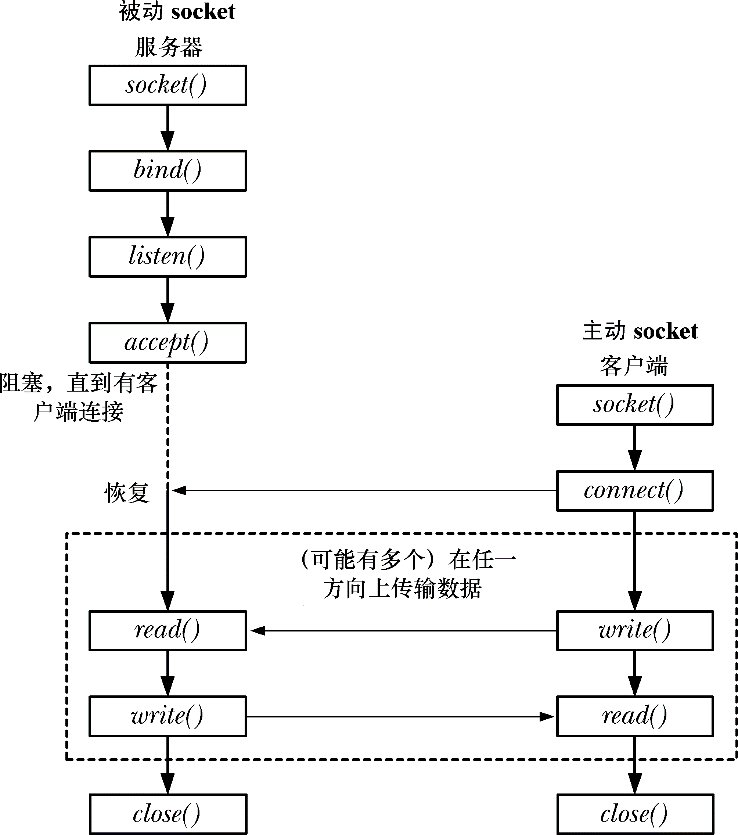 被动 socket
服务器
socket()
bind()
listen()
accept()
阻塞，直到有客
户端连接
恢复
主动 socket
客户端
socket()
connect()
（可能有多个）在任一
方向上传输数据
read()
write()
write()
read()
close()
close()